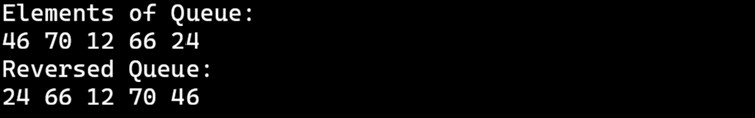 Elements of Queue:
46 70 12 66 24
Reversed Queue:
24 66 12 70 46